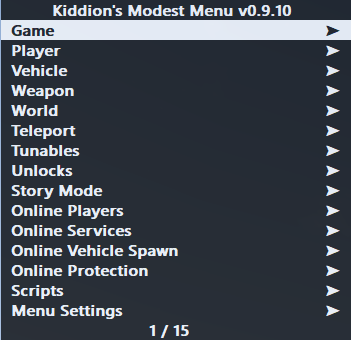 Kiddion's Modest Menu v0.9.10
Game
Player
Vehicle
Weapon
World
Teleport
Tunables
Unlocks
Story Mode
Online Players
Online Services
Online Vehicle Spawn
Online Protection
Scripts
Menu Settings
1 / 15